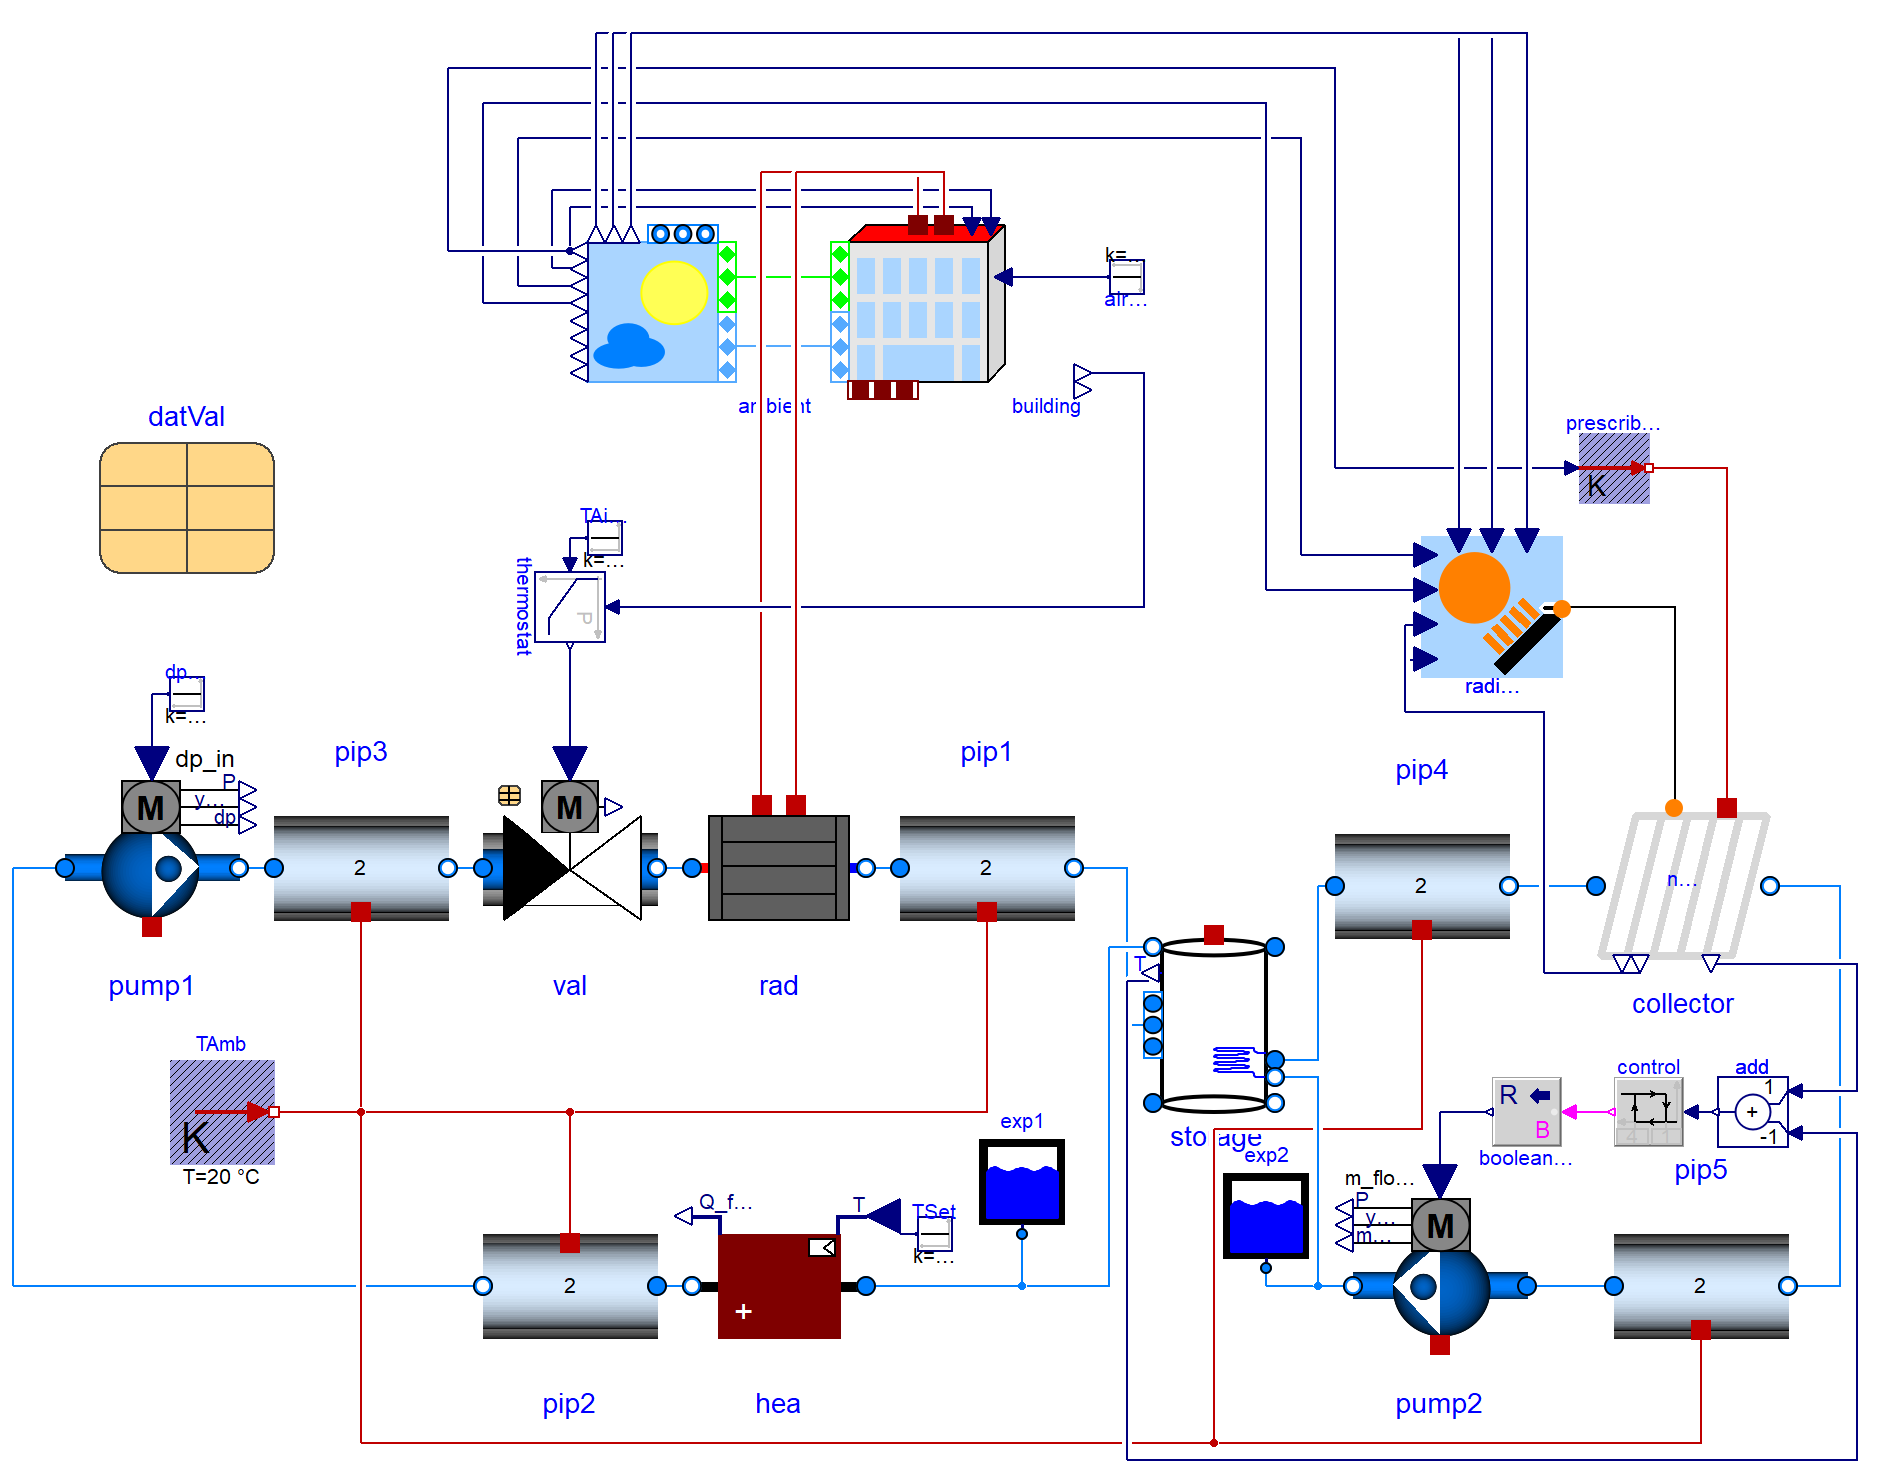 k=...
air...
ambient
building
datVal
prescrib...
K
TAi...
k=...
thermostat
P
radi...
dp...
k=...
dp_in
P
y...
dp
M
pip3
M
pip1
pip4
2
2
2
n...
pump1
val
rad
T
collector
TAmb
K
T=20 °C
exp1
storage
exp2
control
add
1
+
-1
R
B
boolean...
pip5
Q_f...
T
TSet
k=...
m_flo...
P
y...
m...
M
2
+
2
pip2
hea
pump2